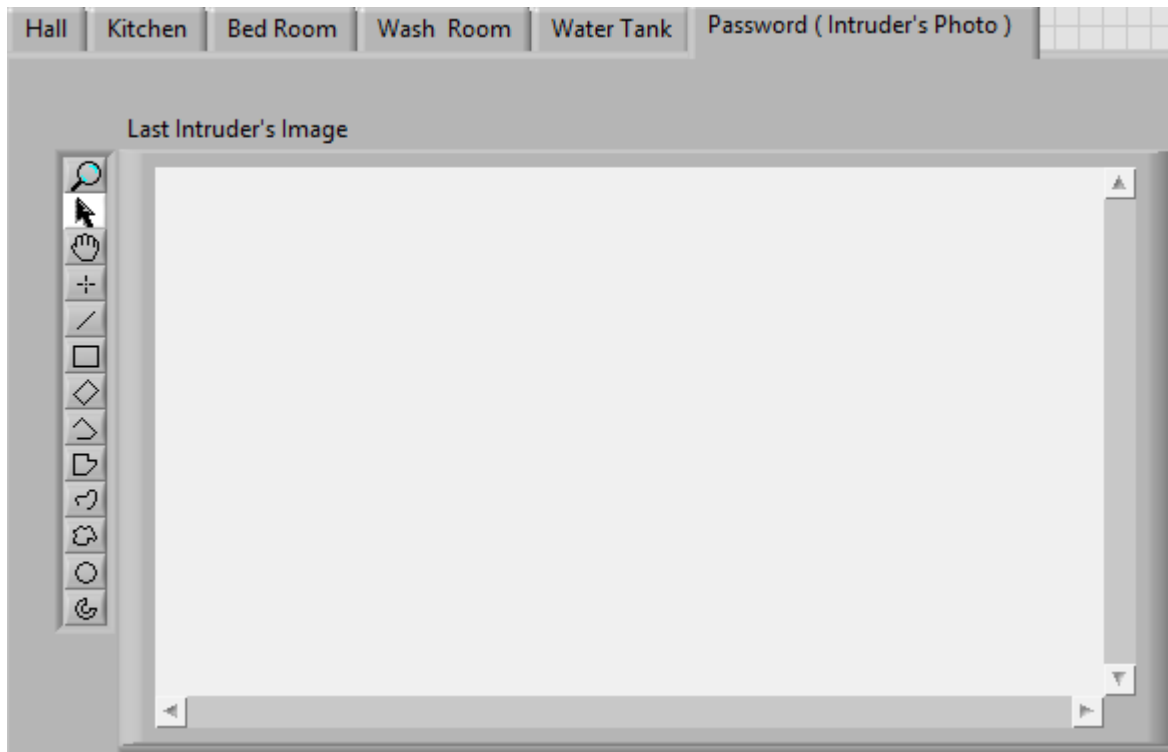 Hall Kitchen Bed Room Wash  Room Water Tank Password ( Intruder's Photo )
Last Intruder's Image